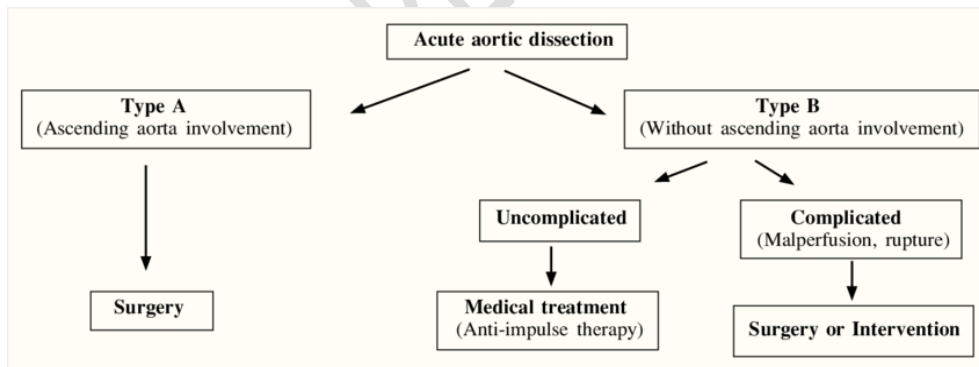 Acute aortic dissection
Type A
(Ascending aorta involvement)
Type B
(Without ascending aorta involvement)
Uncomplicated
Complicated
(Malperfusion, rupture)
Surgery
Medical treatment
(Anti-impulse therapy)
Surgery or Intervention